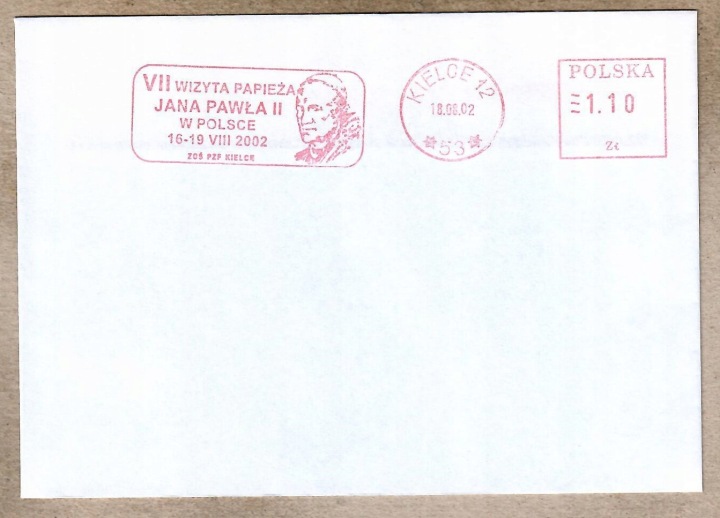 VII WIZYTA PAPIEŻA
JANA PAWŁA II
W POLSCE
16-19 VIII 2002
ZOŚ PZF KIELCE
KIELCE 12
18.08.02
* 53 *
POLSKA
1.10
Zł